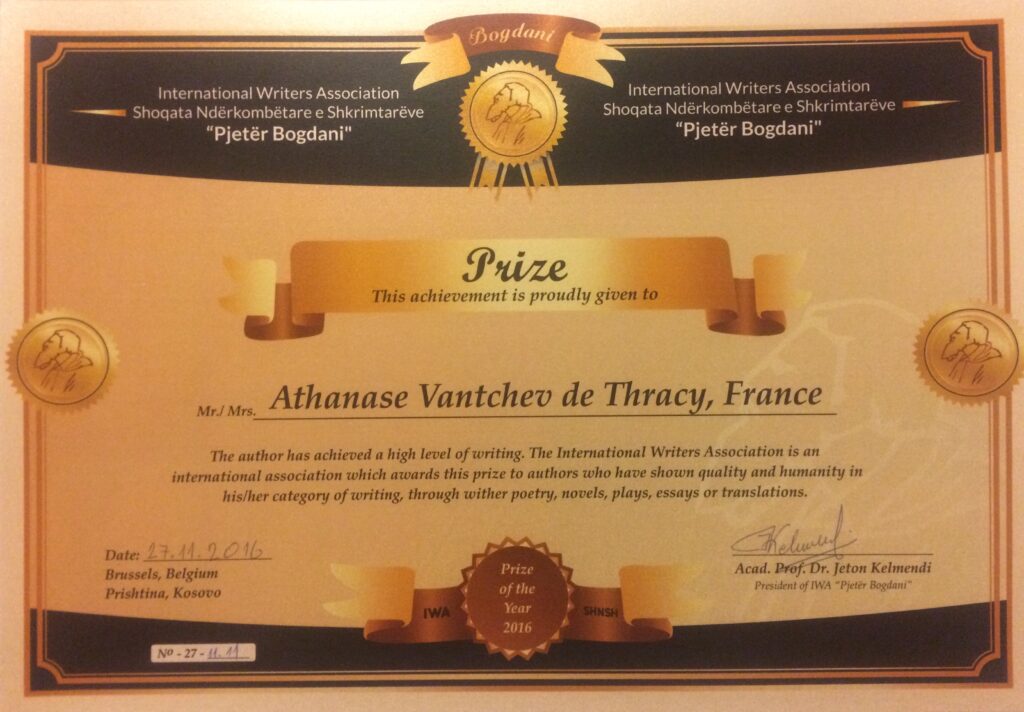 Bogdani
International Writers Association
Shoqata Ndërkombëtare e Shkrimtarëve
“Pjetër Bogdani"
International Writers Association
Shoqata Ndërkombëtare e Shkrimtarëve
“Pjetër Bogdani"
Prize
This achievement is proudly given to
Mr./ Mrs. Athanase Vantchev de Thracy, France
The author has achieved a high level of writing. The International Writers Association is an
international association which awards this prize to authors who have shown quality and humanity in
his/her category of writing, through wither poetry, novels, plays, essays or translations.
Date: 27.11.2016
Brussels, Belgium
Prishtina, Kosovo
Acad. Prof. Dr. Jeton Kelmendi
President of IWA "Pjetër Bogdani"
IWA
Prize
of the
Year
2016
SHNSH
No - 27 - 11.11